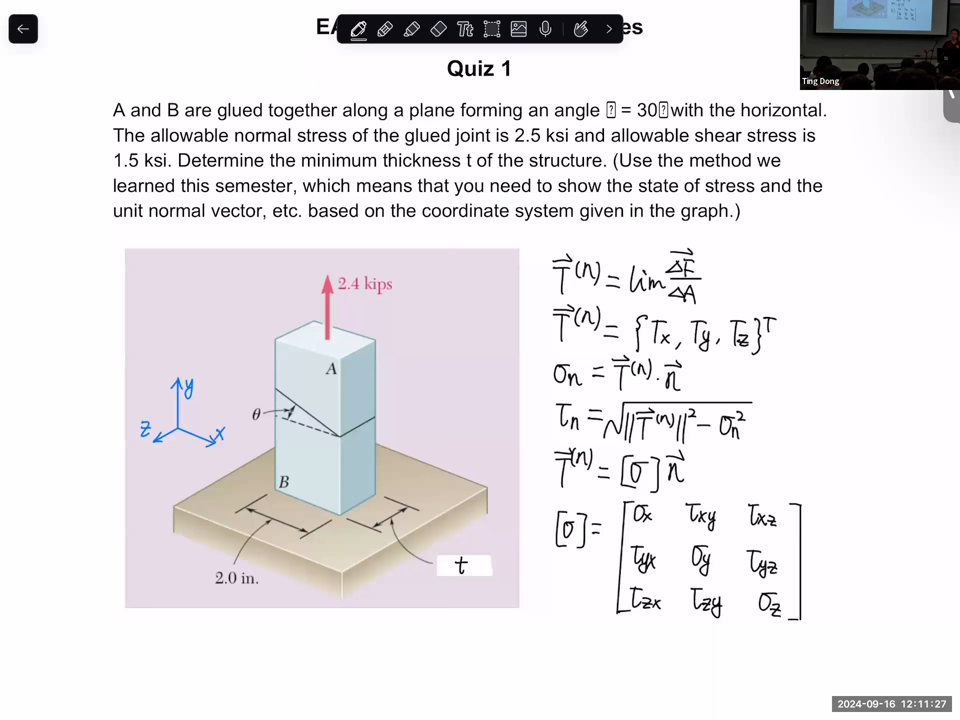 Quiz 1
A and B are glued together along a plane forming an angle = 30 with the horizontal.
The allowable normal stress of the glued joint is 2.5 ksi and allowable shear stress is
1.5 ksi. Determine the minimum thickness t of the structure. (Use the method we
learned this semester, which means that you need to show the state of stress and the
unit normal vector, etc. based on the coordinate system given in the graph.)
2.4 kips
A
θ
B
2.0 in.
t
y
z
x
T⃗⁽ⁿ⁾ = lim ΔF⃗/ΔA
T⃗⁽ⁿ⁾ = {Tx, Ty, Tz}ᵀ
σn = T⃗⁽ⁿ⁾·n⃗
τn = √‖T⃗⁽ⁿ⁾‖² − σn²
T⃗⁽ⁿ⁾ = [σ]n⃗
[σ] = [σx τxy τxz
τyx σy τyz
τzx τzy σz]
Ting Dong
Tt
2024-09-16 12:11:27